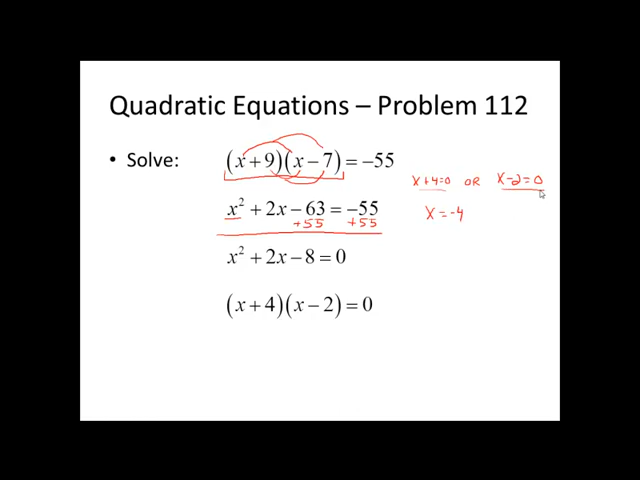 Quadratic Equations – Problem 112
• Solve: (x + 9)(x − 7) = −55
x+4=0 OR x-2=0
x² + 2x − 63 = −55
+55 +55
x = -4
x² + 2x − 8 = 0
(x + 4)(x − 2) = 0